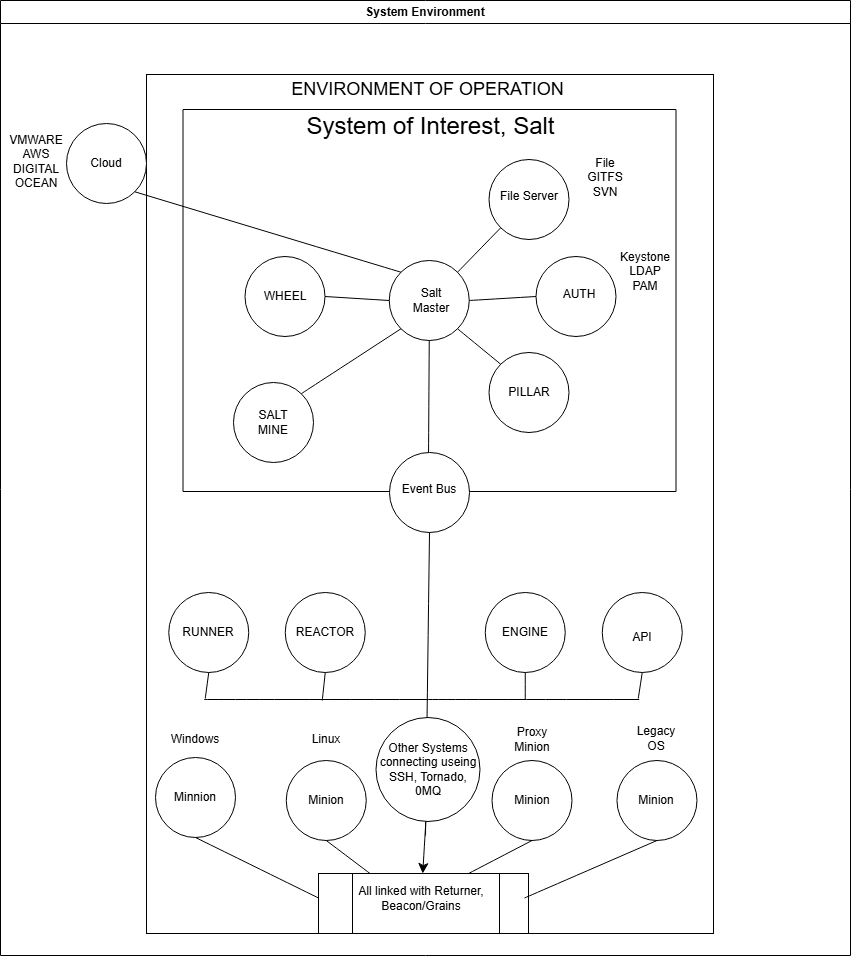 System Environment
ENVIRONMENT OF OPERATION
System of Interest, Salt
VMWARE
AWS
DIGITAL
OCEAN
Cloud
File Server
File
GITFS
SVN
WHEEL
Salt
Master
AUTH
Keystone
LDAP
PAM
SALT
MINE
PILLAR
Event Bus
RUNNER
REACTOR
ENGINE
API
Windows
Linux
Proxy
Minion
Legacy
OS
Minnion
Minion
Other Systems
connecting useing
SSH, Tornado,
0MQ
Minion
Minion
All linked with Returner,
Beacon/Grains